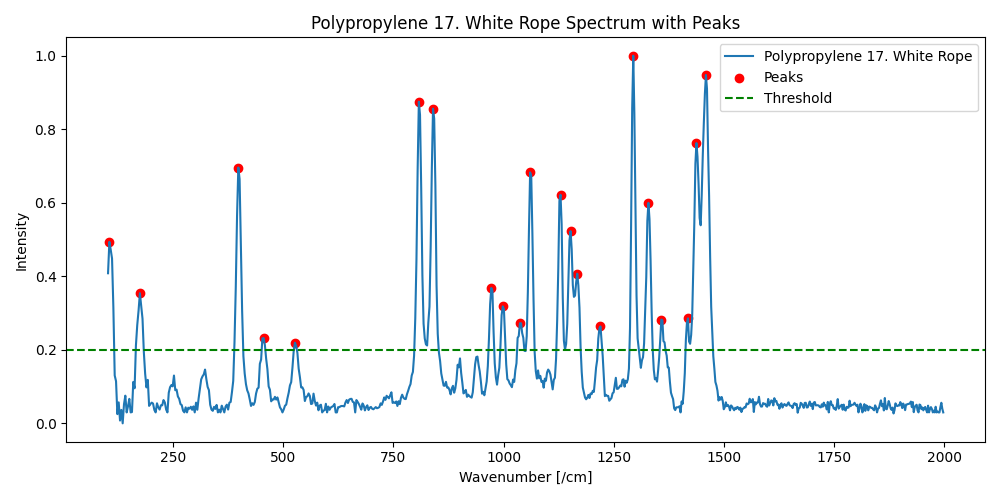 Polypropylene 17. White Rope Spectrum with Peaks
Polypropylene 17. White Rope
Peaks
Threshold
Intensity
1.0
0.8
0.6
0.4
0.2
0.0
250
500
750
1000
1250
1500
1750
2000
Wavenumber [/cm]